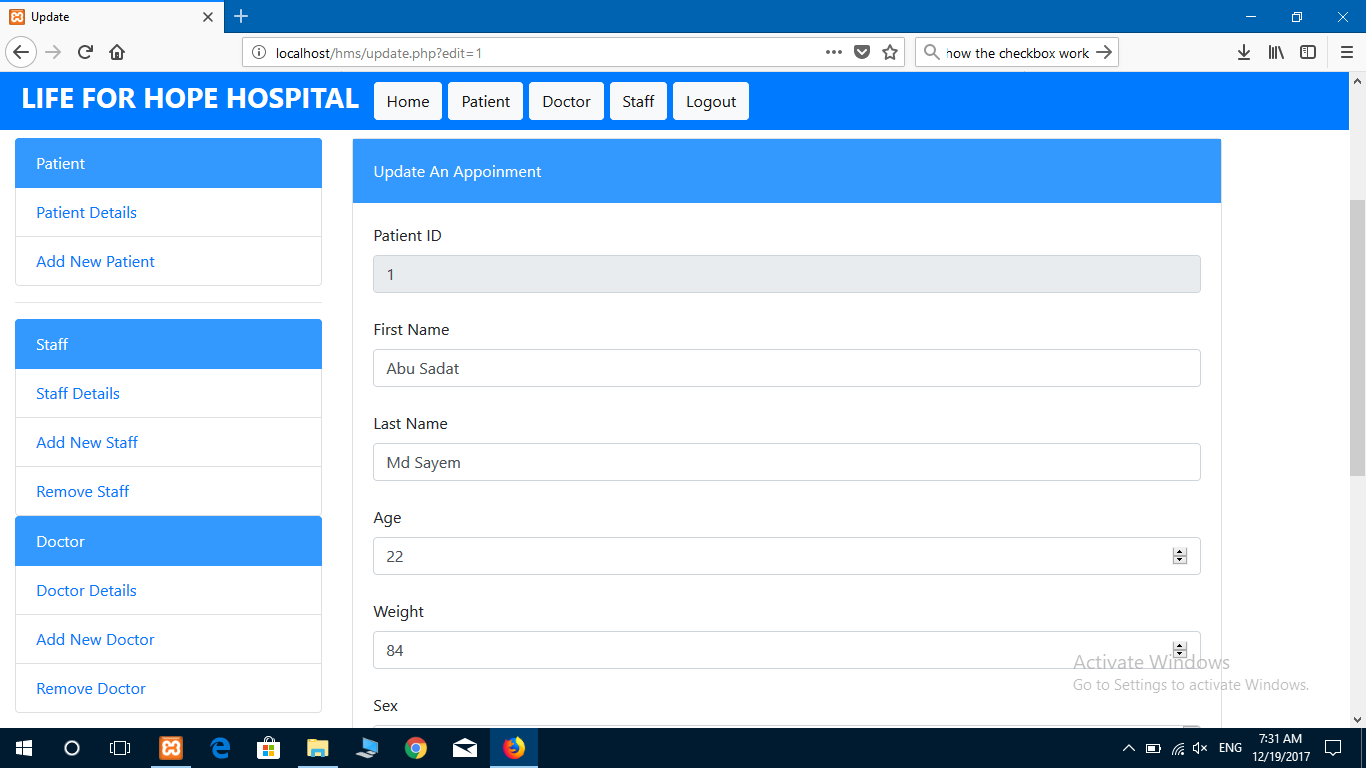 Update
localhost/hms/update.php?edit=1
how the checkbox work
LIFE FOR HOPE HOSPITAL
Home
Patient
Doctor
Staff
Logout
Patient
Patient Details
Add New Patient
Staff
Staff Details
Add New Staff
Remove Staff
Doctor
Doctor Details
Add New Doctor
Remove Doctor
Update An Appoinment
Patient ID
1
First Name
Abu Sadat
Last Name
Md Sayem
Age
22
Weight
84
Sex
Activate Windows
Go to Settings to activate Windows.
ENG
7:31 AM
12/19/2017